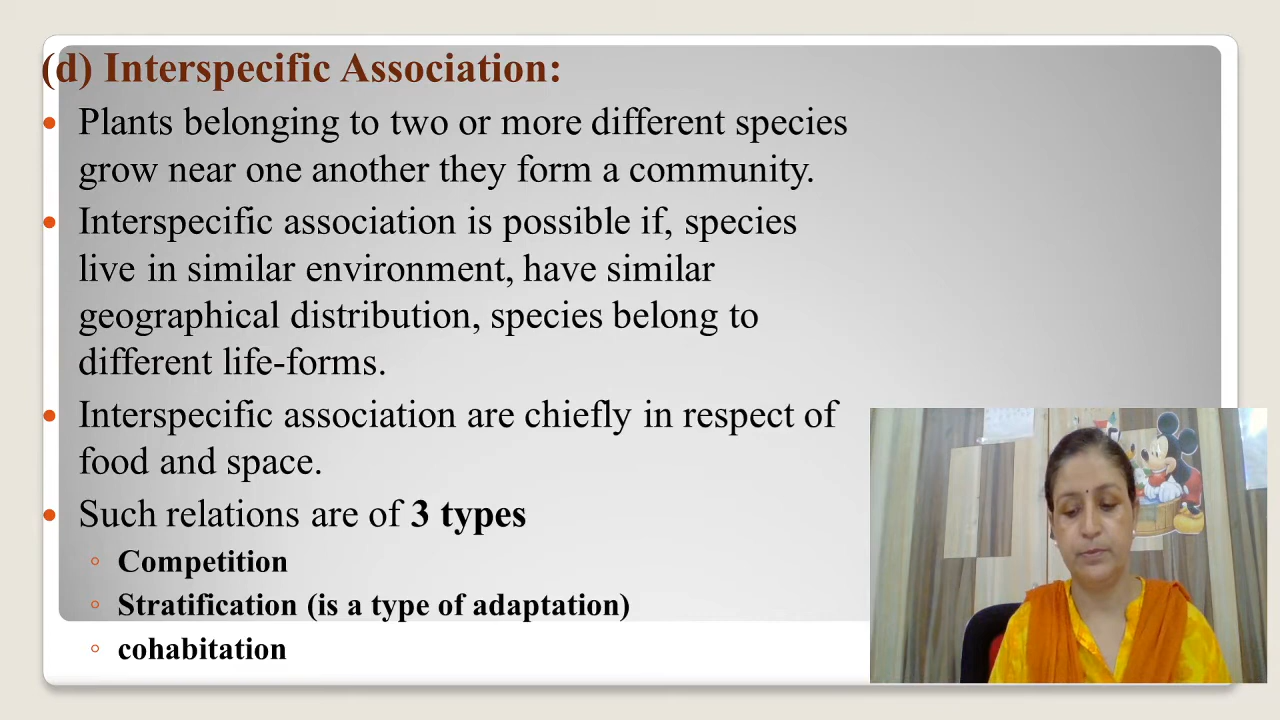 (d) Interspecific Association:
• Plants belonging to two or more different species
grow near one another they form a community.
• Interspecific association is possible if, species
live in similar environment, have similar
geographical distribution, species belong to
different life-forms.
• Interspecific association are chiefly in respect of
food and space.
• Such relations are of 3 types
◦ Competition
◦ Stratification (is a type of adaptation)
◦ cohabitation